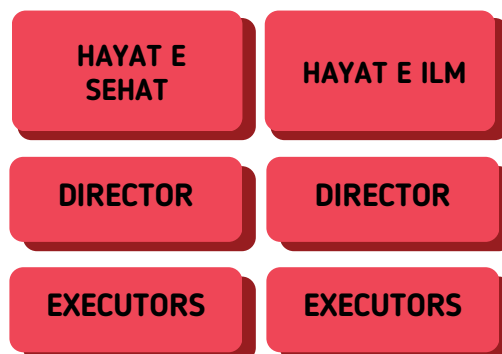 HAYAT E
SEHAT
HAYAT E ILM
DIRECTOR
DIRECTOR
EXECUTORS
EXECUTORS